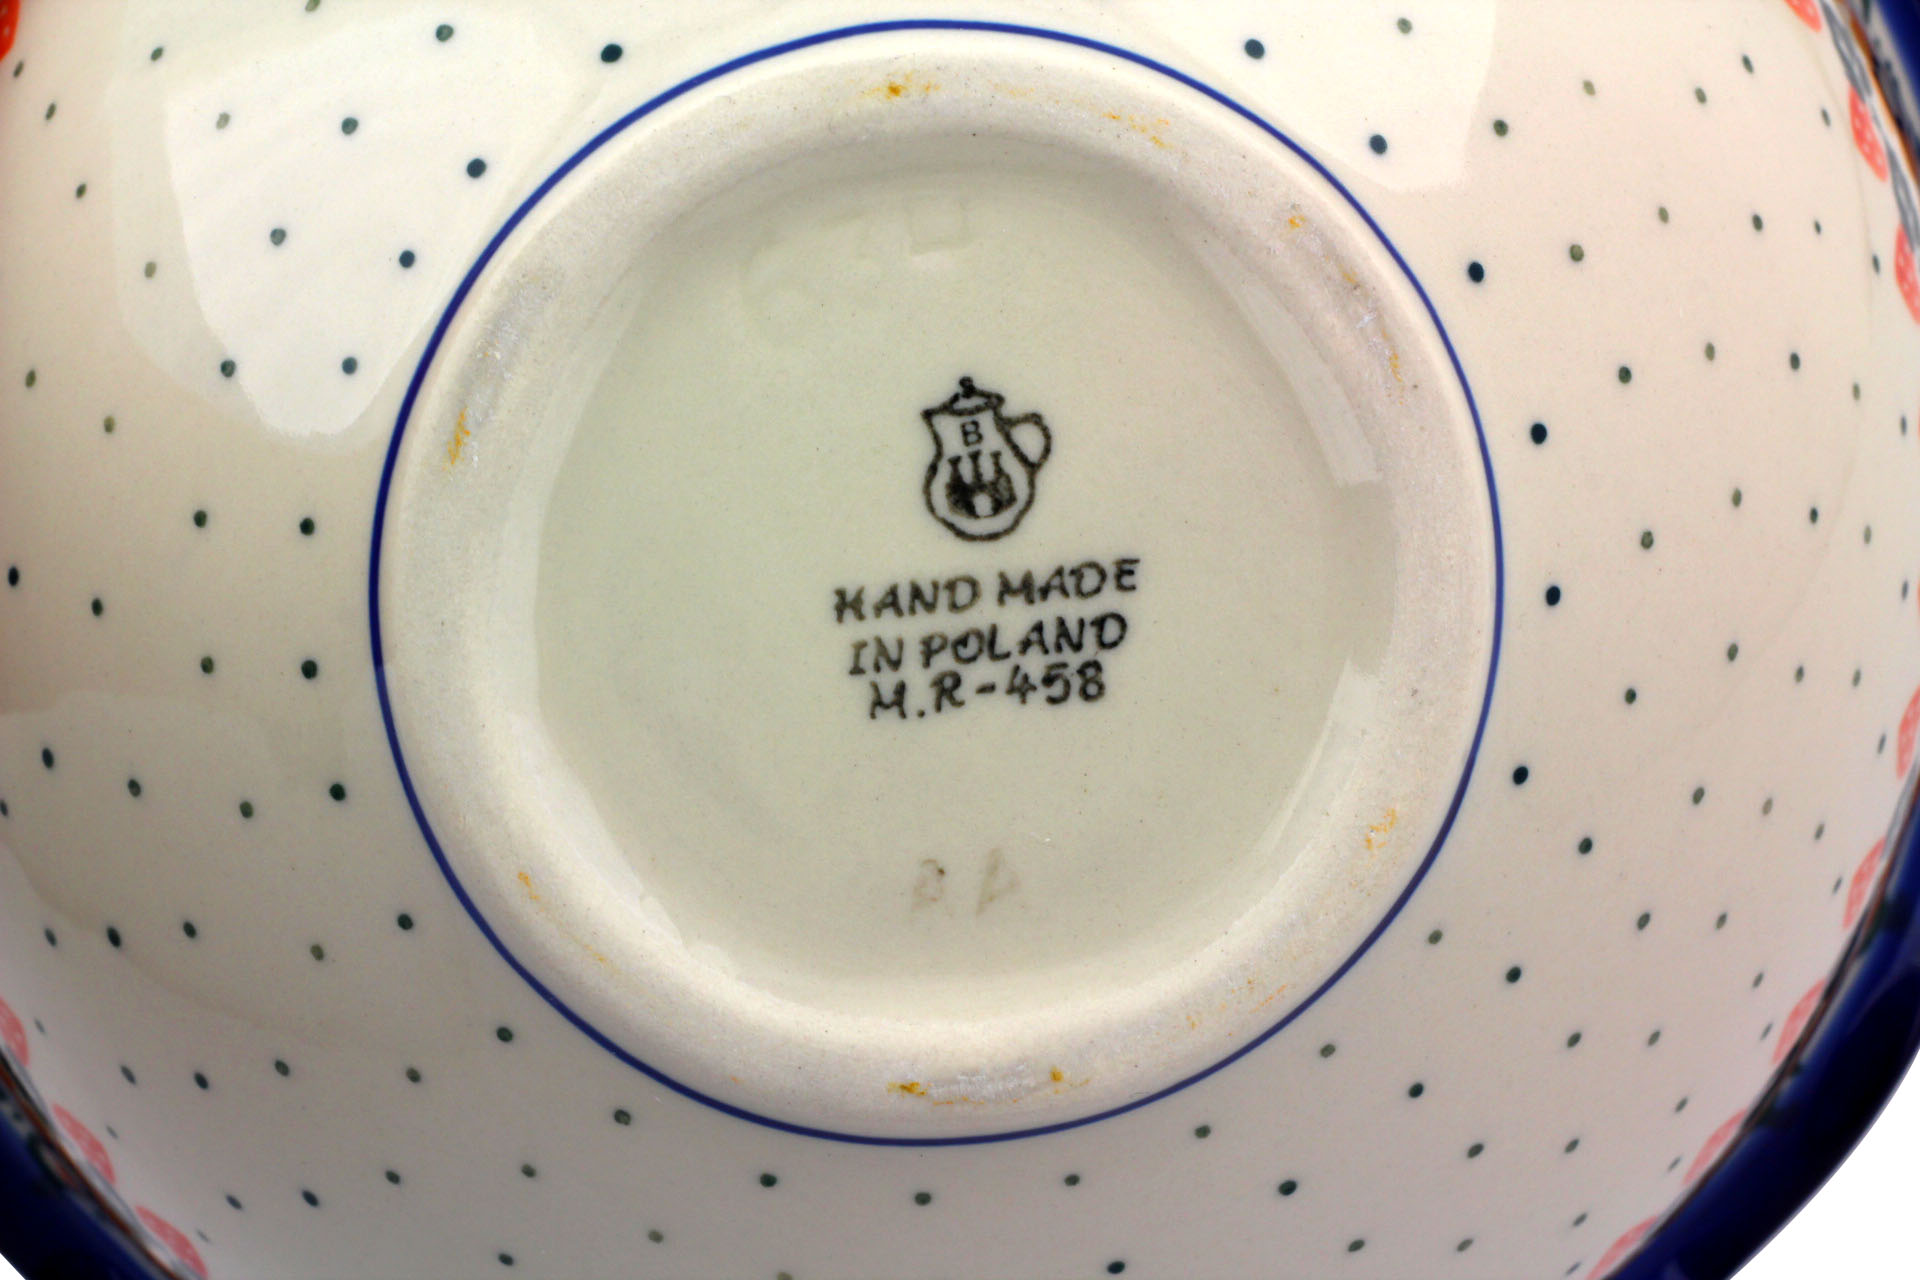 B
HAND MADE
IN POLAND
M.R-458